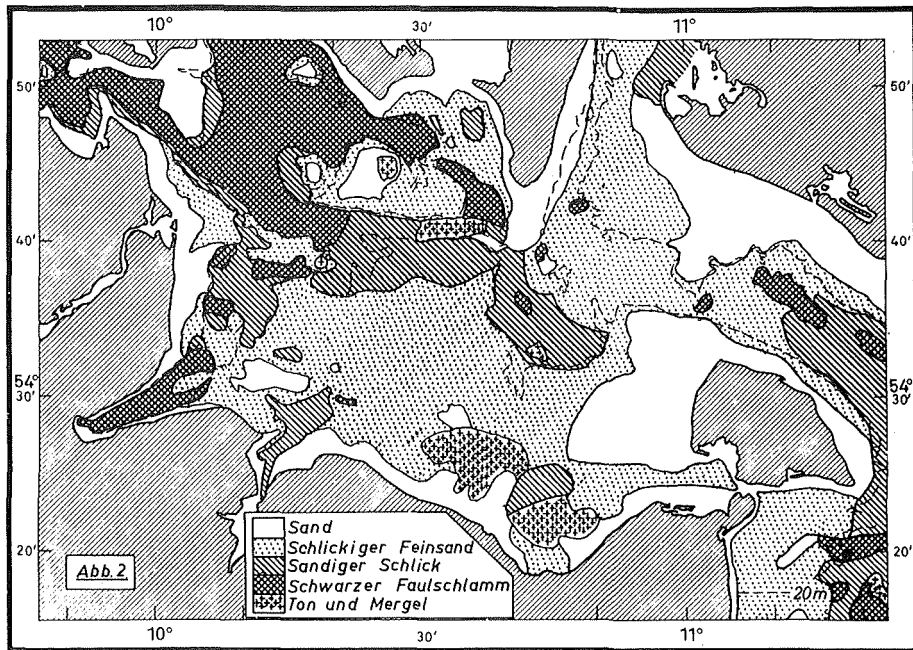 10° 30' 11°
50' 50'
40' 40'
54° 54°
30' 30'
20' 20'
Sand
Schlickiger Feinsand
Sandiger Schlick
Schwarzer Faulschlamm
Ton und Mergel
Abb. 2
20m
10° 30' 11°